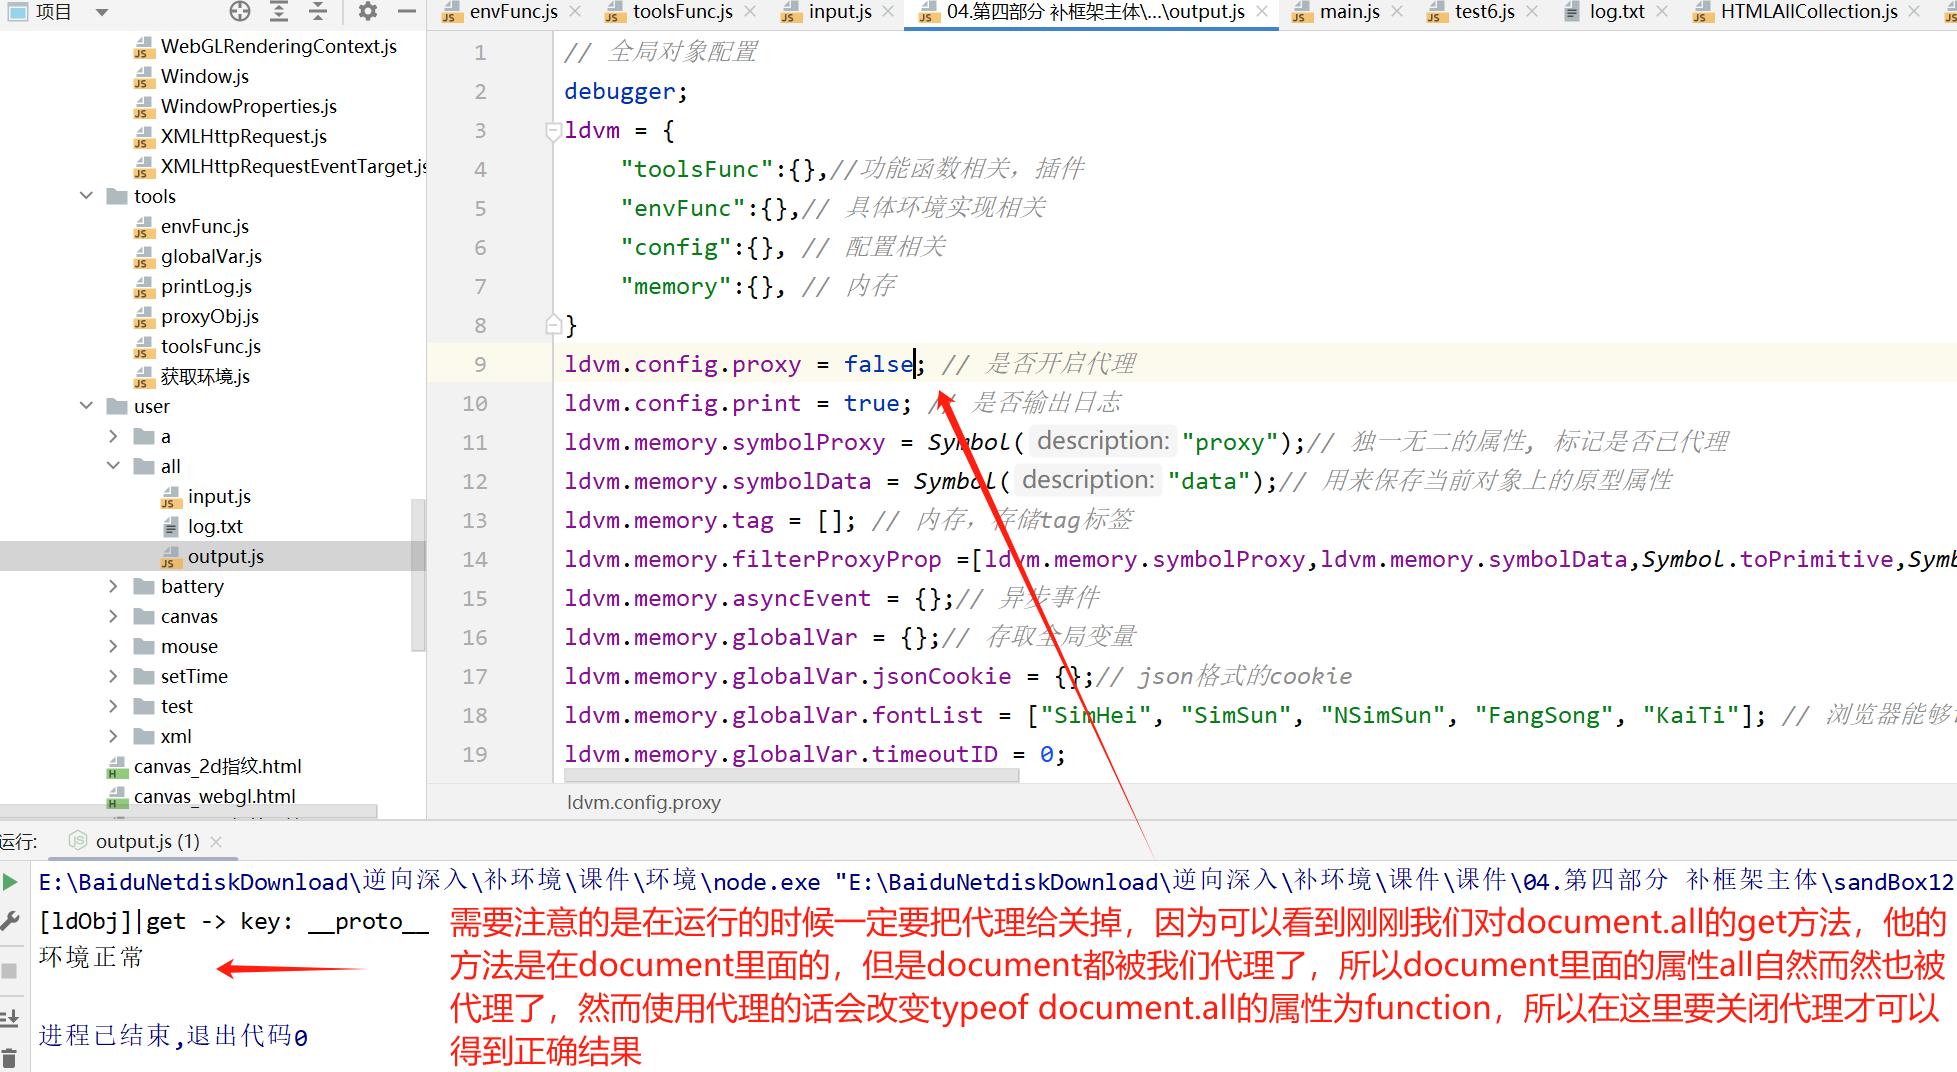 项目
envFunc.js
toolsFunc.js
input.js
04.第四部分 补框架主体\...\output.js
main.js
test6.js
log.txt
HTMLAllCollection.js
WebGLRenderingContext.js
Window.js
WindowProperties.js
XMLHttpRequest.js
XMLHttpRequestEventTarget.js
tools
envFunc.js
globalVar.js
printLog.js
proxyObj.js
toolsFunc.js
获取环境.js
user
a
all
input.js
log.txt
output.js
battery
canvas
mouse
setTime
test
xml
canvas_2d指纹.html
canvas_webgl.html
1 // 全局对象配置
2 debugger;
3 ldvm = {
4 "toolsFunc":{},//功能函数相关，插件
5 "envFunc":{},// 具体环境实现相关
6 "config":{}, // 配置相关
7 "memory":{}, // 内存
8 }
9 ldvm.config.proxy = false; // 是否开启代理
10 ldvm.config.print = true; // 是否输出日志
11 ldvm.memory.symbolProxy = Symbol( description: "proxy");// 独一无二的属性, 标记是否已代理
12 ldvm.memory.symbolData = Symbol( description: "data");// 用来保存当前对象上的原型属性
13 ldvm.memory.tag = []; // 内存，存储tag标签
14 ldvm.memory.filterProxyProp =[ldvm.memory.symbolProxy,ldvm.memory.symbolData,Symbol.toPrimitive,Symb
15 ldvm.memory.asyncEvent = {};// 异步事件
16 ldvm.memory.globalVar = {};// 存取全局变量
17 ldvm.memory.globalVar.jsonCookie = {};// json格式的cookie
18 ldvm.memory.globalVar.fontList = ["SimHei", "SimSun", "NSimSun", "FangSong", "KaiTi"]; // 浏览器能够
19 ldvm.memory.globalVar.timeoutID = 0;
ldvm.config.proxy
运行:
output.js (1)
E:\BaiduNetdiskDownload\逆向深入\补环境\课件\环境\node.exe "E:\BaiduNetdiskDownload\逆向深入\补环境\课件\课件\04.第四部分 补框架主体\sandBox12
[ldObj]|get -> key: __proto__
环境正常
进程已结束,退出代码0
需要注意的是在运行的时候一定要把代理给关掉，因为可以看到刚刚我们对document.all的get方法，他的
方法是在document里面的，但是document都被我们代理了，所以document里面的属性all自然而然也被
代理了，然而使用代理的话会改变typeof document.all的属性为function，所以在这里要关闭代理才可以
得到正确结果